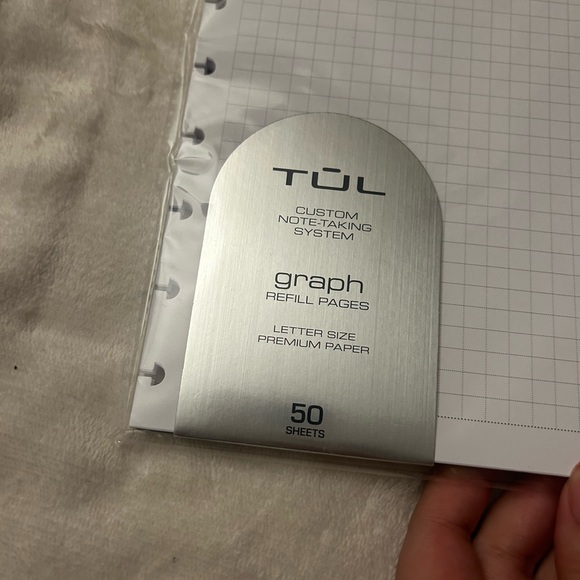 TŪL
CUSTOM
NOTE-TAKING
SYSTEM
graph
REFILL PAGES
LETTER SIZE
PREMIUM PAPER
50
SHEETS